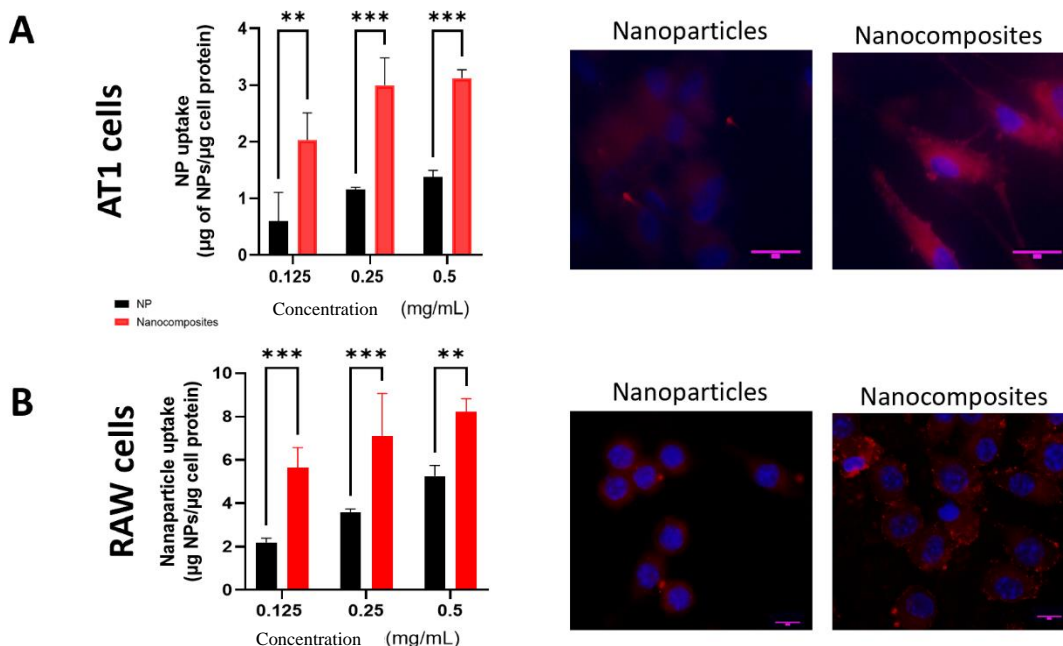 A
AT1 cells
NP uptake
(µg of NPs/µg cell protein)
** *** ***
4
3
2
1
0
0.125 0.25 0.5
Concentration (mg/mL)
Nanoparticles
Nanocomposites
NP
Nanocomposites
B
RAW cells
Nanaparticle uptake
(µg NPs/µg cell protein)
*** *** **
10
8
6
4
2
0
0.125 0.25 0.5
Concentration (mg/mL)
Nanoparticles
Nanocomposites